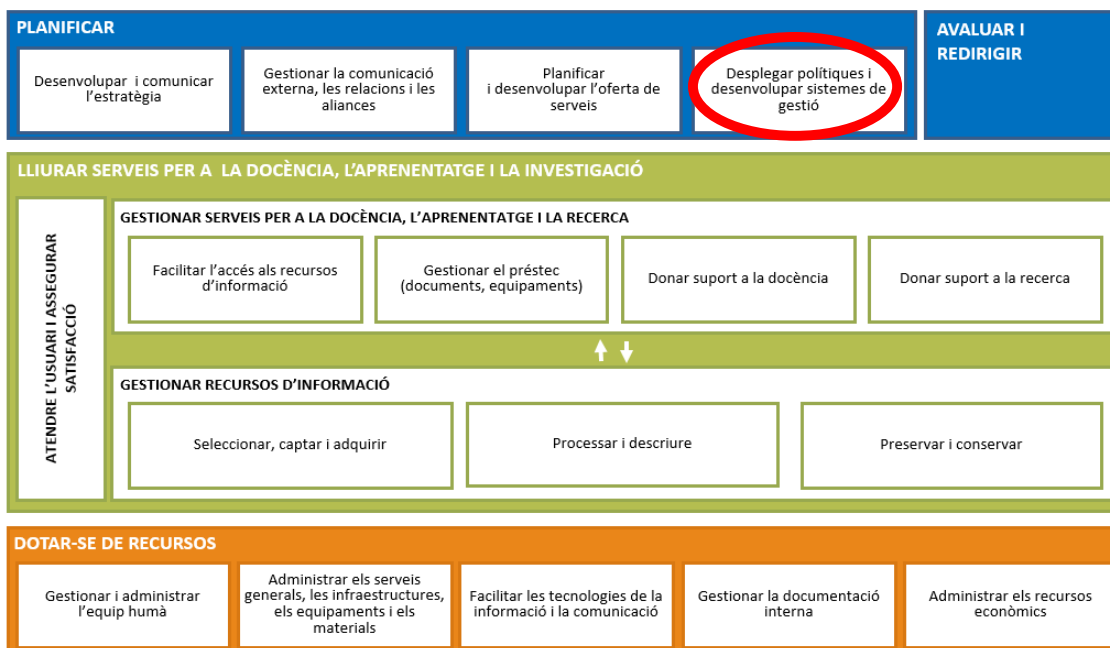 PLANIFICAR
Desenvolupar i comunicar
l'estratègia
Gestionar la comunicació
externa, les relacions i les
aliances
Planificar
i desenvolupar l'oferta de
serveis
Desplegar polítiques i
desenvolupar sistemes de
gestió
AVALUAR I
REDIRIGIR
LLIURAR SERVEIS PER A LA DOCÈNCIA, L'APRENENTATGE I LA INVESTIGACIÓ
ATENDRE L'USUARI I ASSEGURAR
SATISFACCIÓ
GESTIONAR SERVEIS PER A LA DOCÈNCIA, L'APRENENTATGE I LA RECERCA
Facilitar l'accés als recursos
d'informació
Gestionar el préstec
(documents, equipaments)
Donar suport a la docència
Donar suport a la recerca
GESTIONAR RECURSOS D'INFORMACIÓ
Seleccionar, captar i adquirir
Processar i descriure
Preservar i conservar
DOTAR-SE DE RECURSOS
Gestionar i administrar
l'equip humà
Administrar els serveis
generals, les infraestructures,
els equipaments i els
materials
Facilitar les tecnologies de la
informació i la comunicació
Gestionar la documentació
interna
Administrar els recursos
econòmics